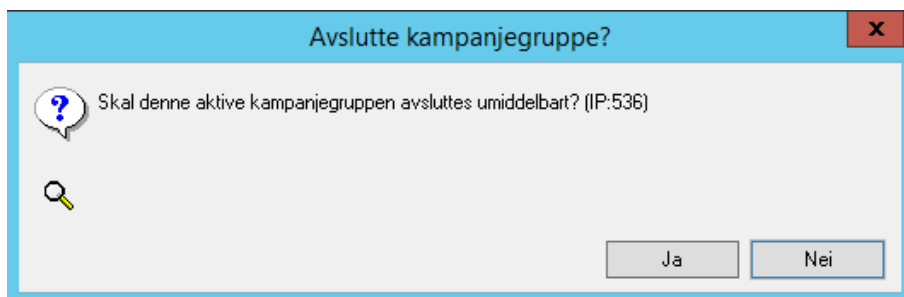 Avslutte kampanjegruppe?
x
?
Skal denne aktive kampanjegruppen avsluttes umiddelbart? (IP:536)
Ja
Nei